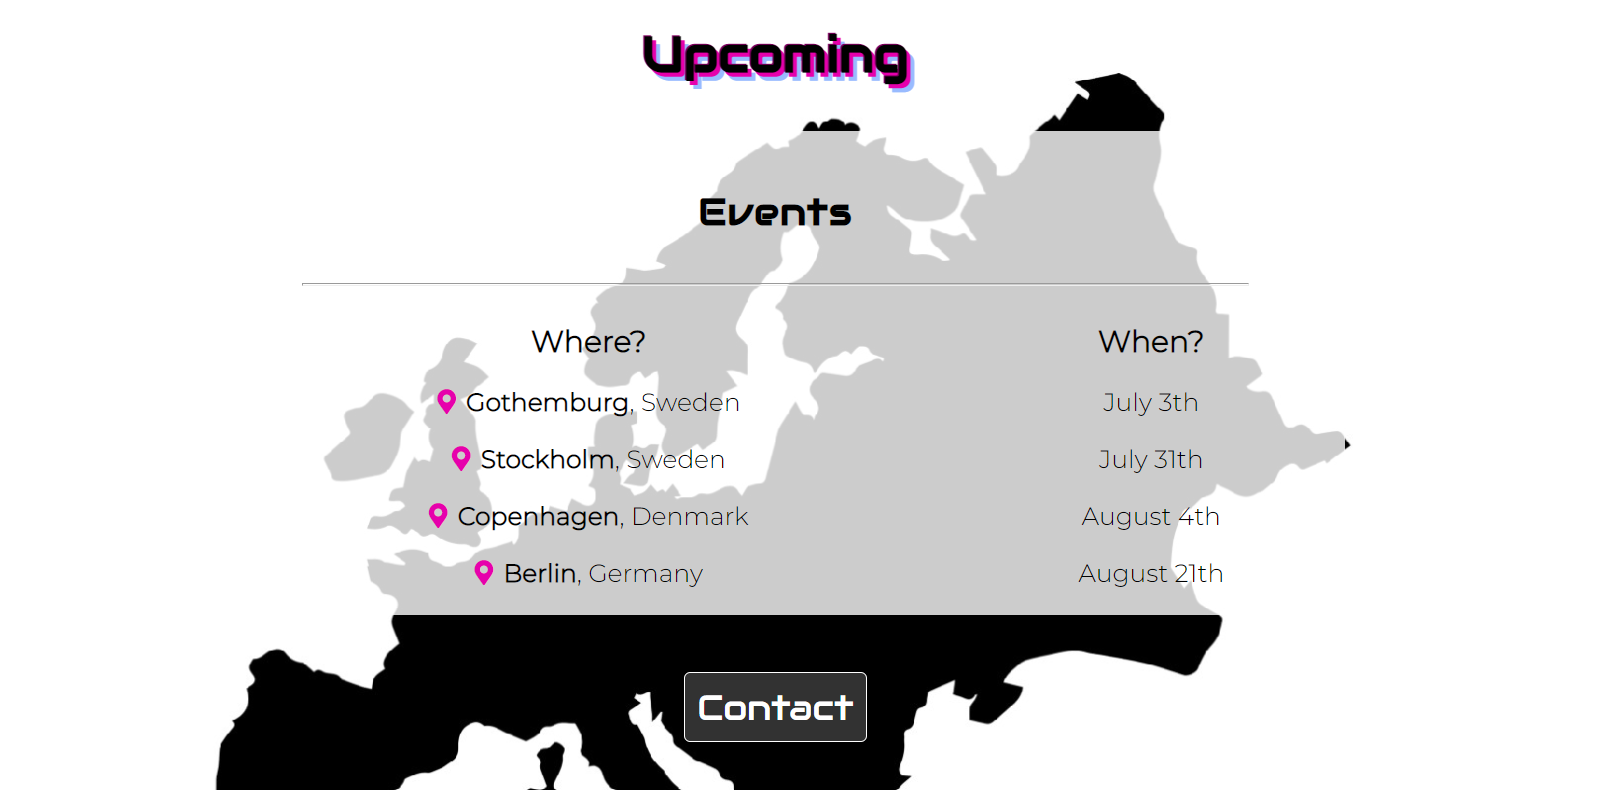 Upcoming
Events
Where? When?
Gothemburg, Sweden July 3th
Stockholm, Sweden July 31th
Copenhagen, Denmark August 4th
Berlin, Germany August 21th
Contact